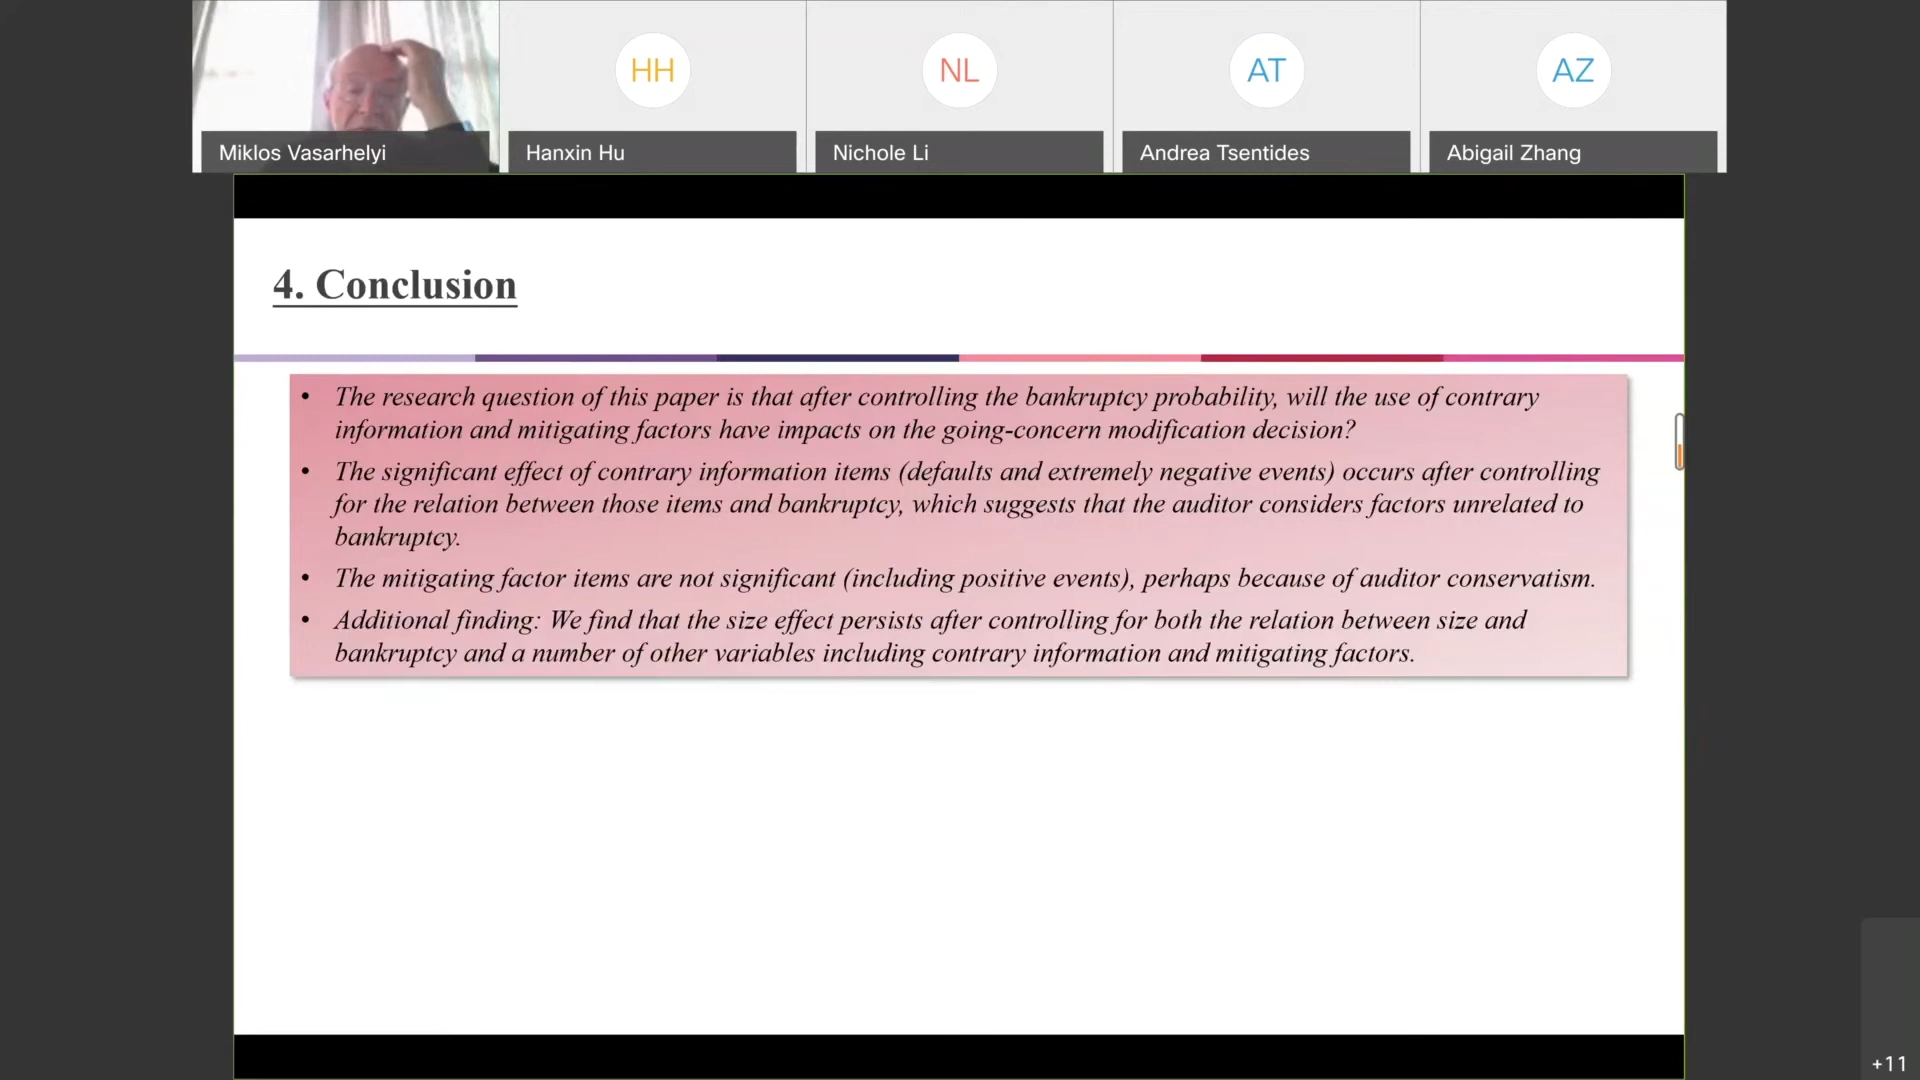 HH
NL
AT
AZ
Miklos Vasarhelyi
Hanxin Hu
Nichole Li
Andrea Tsentides
Abigail Zhang
4. Conclusion
• The research question of this paper is that after controlling the bankruptcy probability, will the use of contrary
information and mitigating factors have impacts on the going-concern modification decision?
• The significant effect of contrary information items (defaults and extremely negative events) occurs after controlling
for the relation between those items and bankruptcy, which suggests that the auditor considers factors unrelated to
bankruptcy.
• The mitigating factor items are not significant (including positive events), perhaps because of auditor conservatism.
• Additional finding: We find that the size effect persists after controlling for both the relation between size and
bankruptcy and a number of other variables including contrary information and mitigating factors.
+11